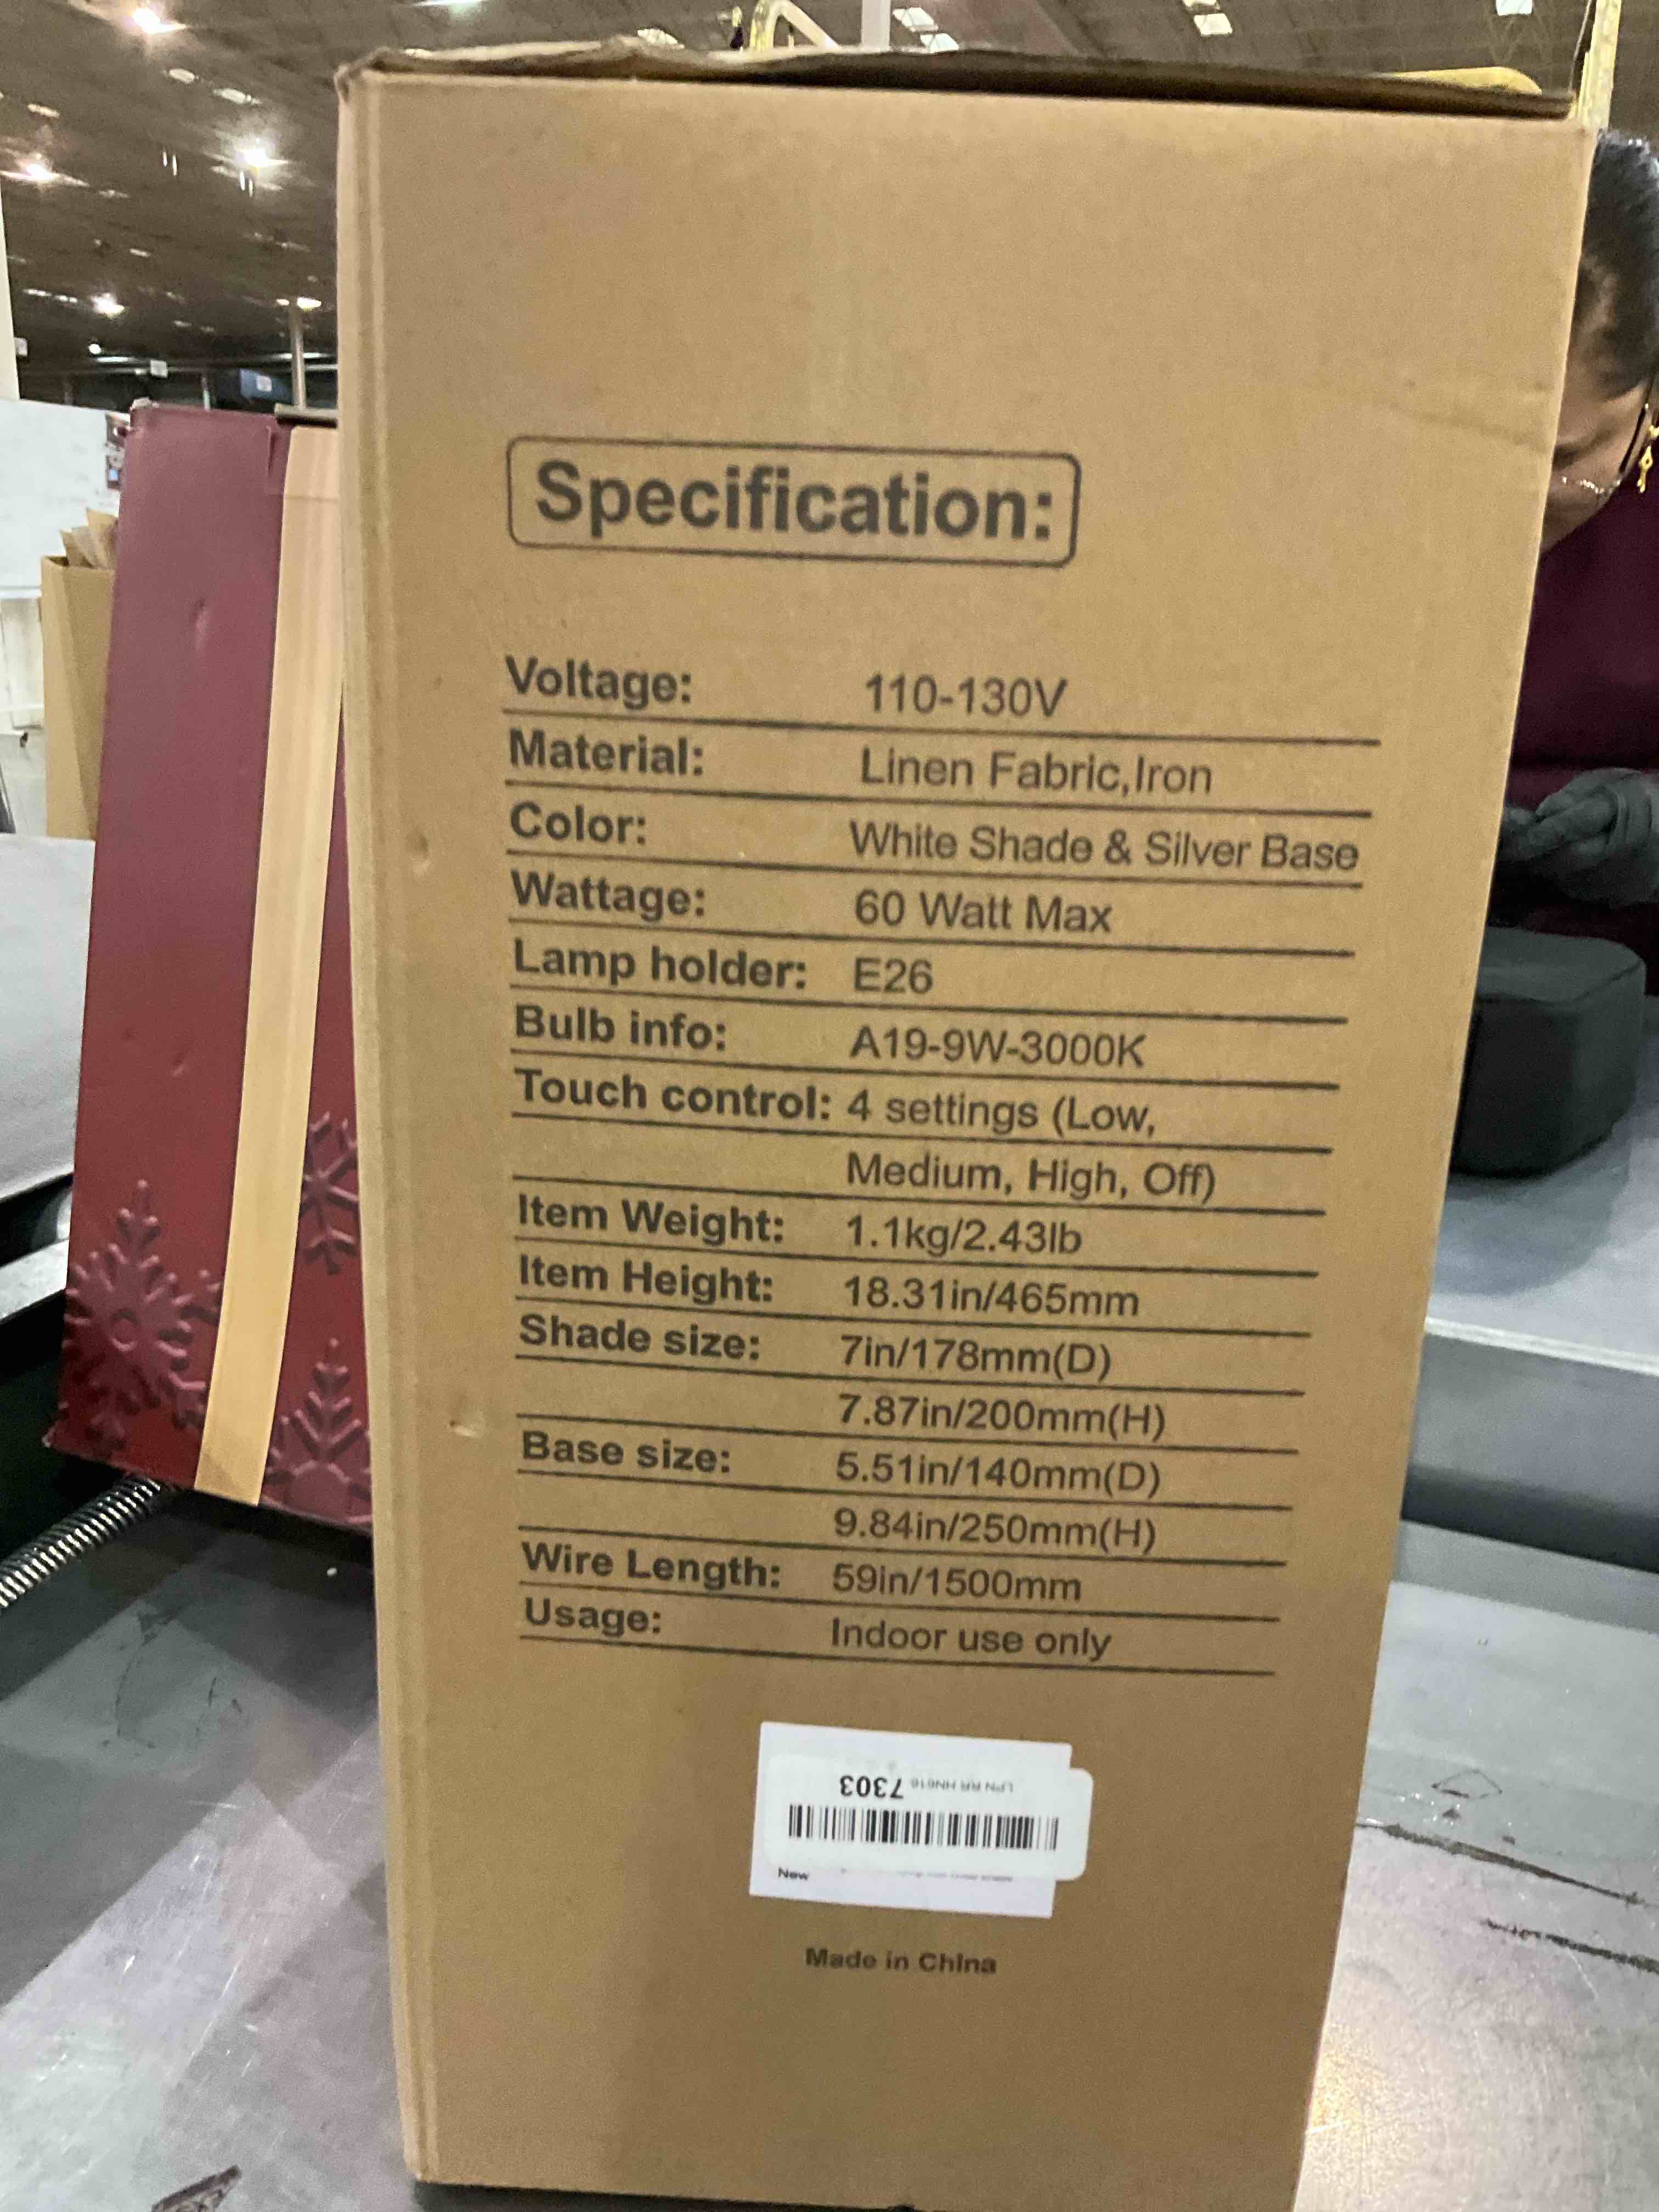 Specification:
Voltage: 110-130V
Material: Linen Fabric,Iron
Color: White Shade & Silver Base
Wattage: 60 Watt Max
Lamp holder: E26
Bulb info: A19-9W-3000K
Touch control: 4 settings (Low,
Medium, High, Off)
Item Weight: 1.1kg/2.43lb
Item Height: 18.31in/465mm
Shade size: 7in/178mm(D)
7.87in/200mm(H)
Base size: 5.51in/140mm(D)
9.84in/250mm(H)
Wire Length: 59in/1500mm
Usage: Indoor use only
LPN RR HN616 7303
New
Made in China